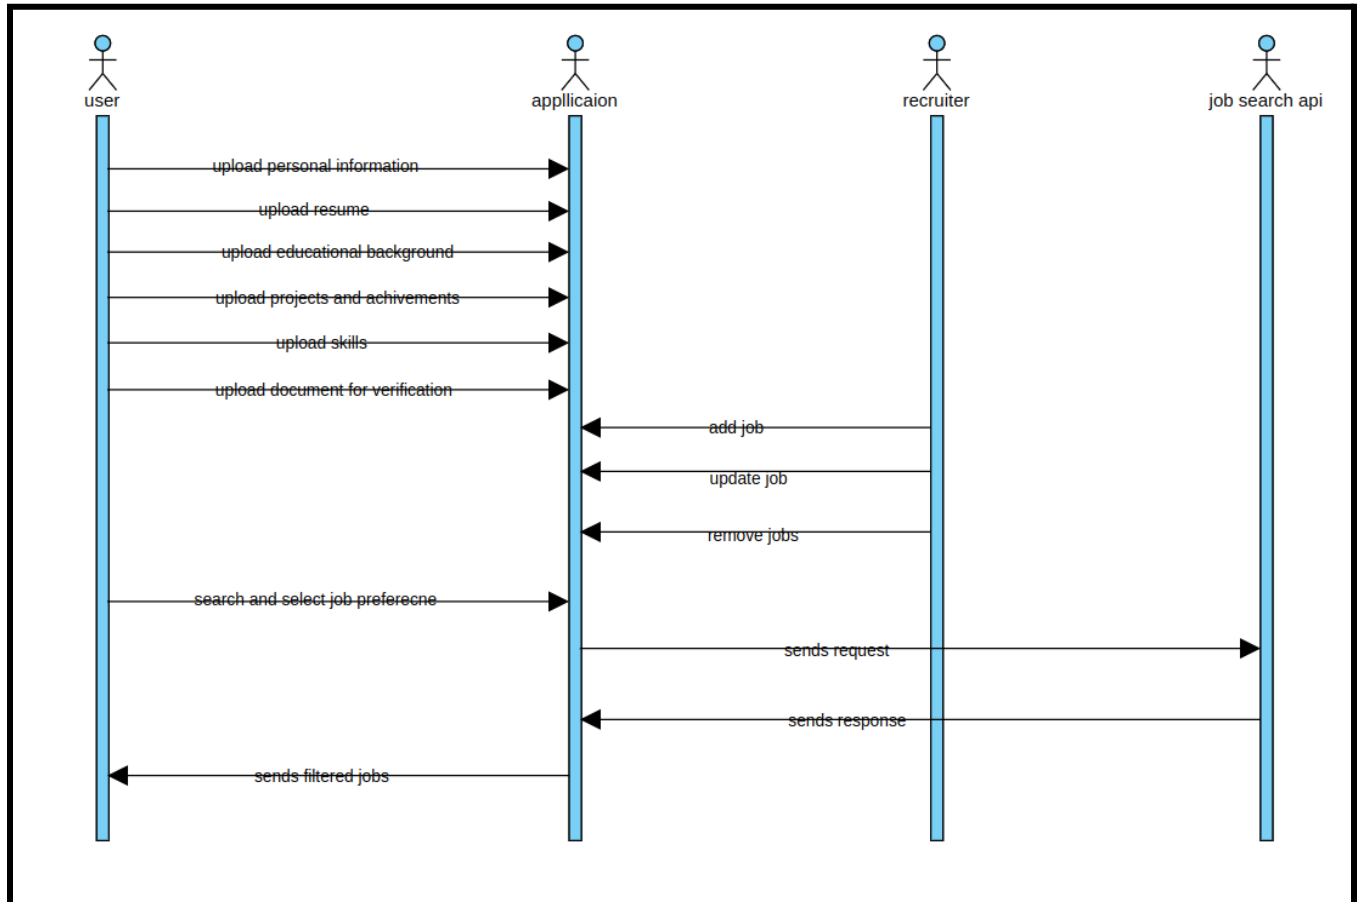 user
appllicaion
recruiter
job search api
upload personal information
upload resume
upload educational background
upload projects and achivements
upload skills
upload document for verification
add job
update job
remove jobs
search and select job preferecne
sends request
sends response
sends filtered jobs